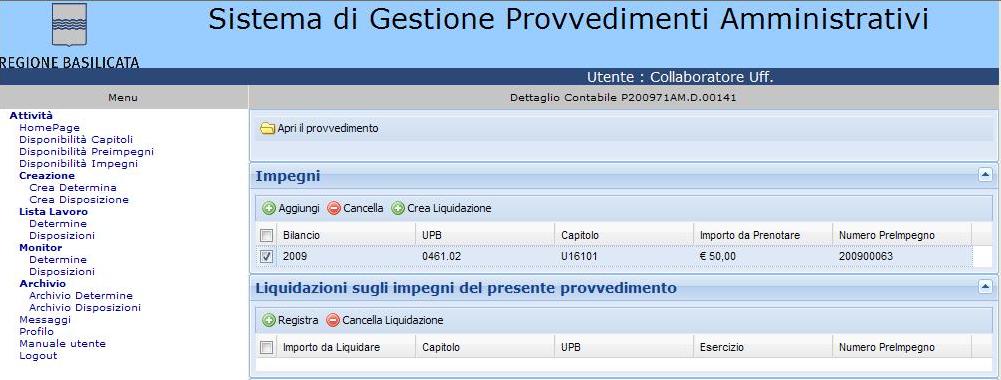 Sistema di Gestione Provvedimenti Amministrativi
REGIONE BASILICATA
Utente : Collaboratore Uff.
Menu
Dettaglio Contabile P200971AM.D.00141
Attività
HomePage
Disponibilità Capitoli
Disponibilità Preimpegni
Disponibilità Impegni
Creazione
Crea Determina
Crea Disposizione
Lista Lavoro
Determine
Disposizioni
Monitor
Determine
Disposizioni
Archivio
Archivio Determine
Archivio Disposizioni
Messaggi
Profilo
Manuale utente
Logout
Apri il provvedimento
Impegni
Aggiungi Cancella Crea Liquidazione
Bilancio UPB Capitolo Importo da Prenotare Numero PreImpegno
2009 0461.02 U16101 € 50,00 200900063
Liquidazioni sugli impegni del presente provvedimento
Registra Cancella Liquidazione
Importo da Liquidare Capitolo UPB Esercizio Numero PreImpegno